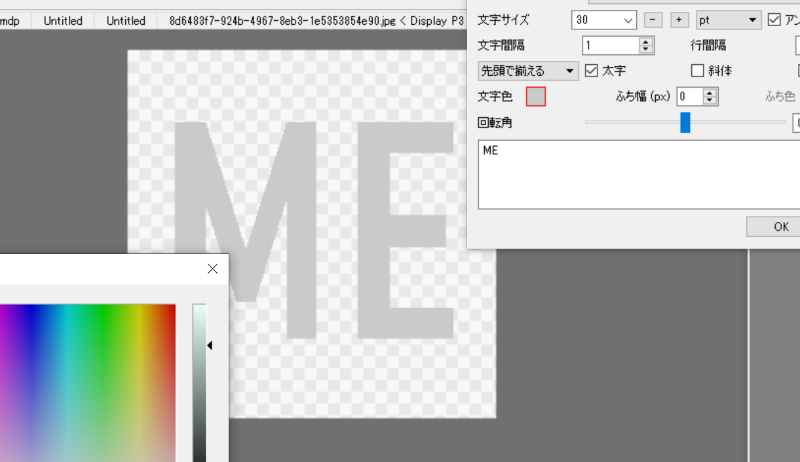 mdp Untitled Untitled 8d6483f7-924b-4967-8eb3-1e5353854e90.jpg < Display P3
文字サイズ 30 − + pt アン
文字間隔 1 行間隔
先頭で揃える 太字 斜体
文字色 ふち幅 (px) 0 ふち色
回転角
ME
OK
ME